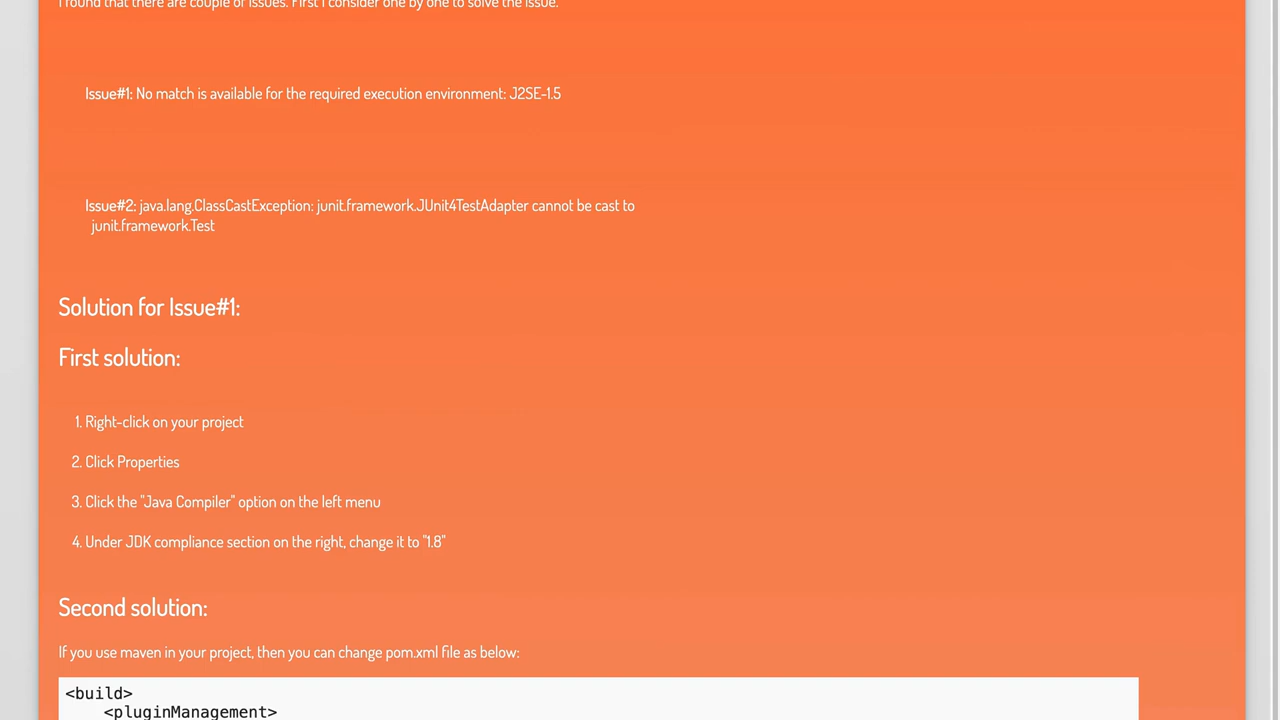 I found that there are couple of issues. First I consider one by one to solve the issue.
Issue#1: No match is available for the required execution environment: J2SE-1.5
Issue#2: java.lang.ClassCastException: junit.framework.JUnit4TestAdapter cannot be cast to
junit.framework.Test
Solution for Issue#1:
First solution:
1. Right-click on your project
2. Click Properties
3. Click the "Java Compiler" option on the left menu
4. Under JDK compliance section on the right, change it to "1.8"
Second solution:
If you use maven in your project, then you can change pom.xml file as below:
<build>
    <pluginManagement>